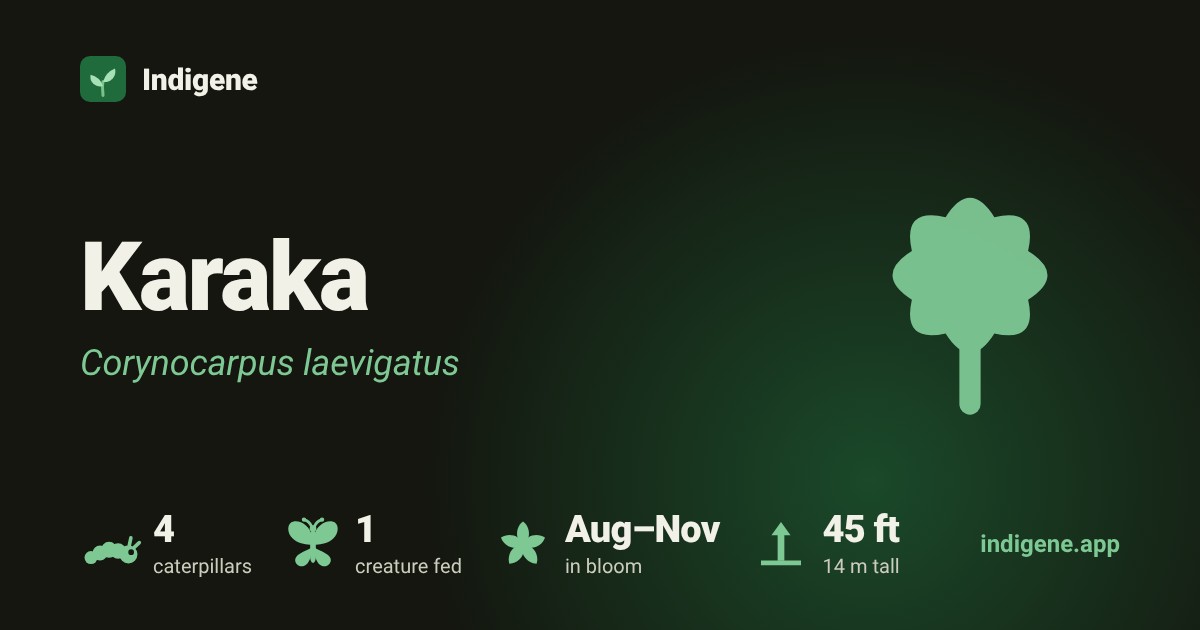 Indigene
Karaka
Corynocarpus laevigatus
4
caterpillars
1
creature fed
Aug–Nov
in bloom
45 ft
14 m tall
indigene.app